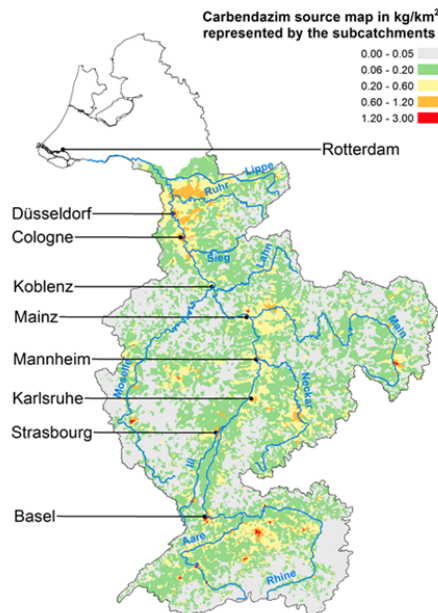 Carbendazim source map in kg/km²
represented by the subcatchments
0.00 - 0.05
0.06 - 0.20
0.20 - 0.60
0.60 - 1.20
1.20 - 3.00
Rotterdam
Lippe
Ruhr
Düsseldorf
Cologne
Sieg
Lahn
Koblenz
Mainz
Main
Mannheim
Moselle
Neckar
Karlsruhe
Strasbourg
Ill
Basel
Aare
Rhine